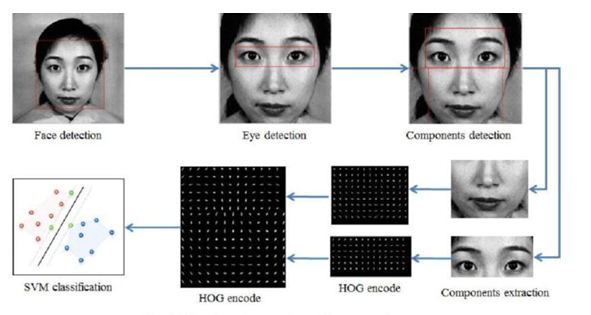 Face detection
Eye detection
Components detection
SVM classification
HOG encode
HOG encode
Components extraction